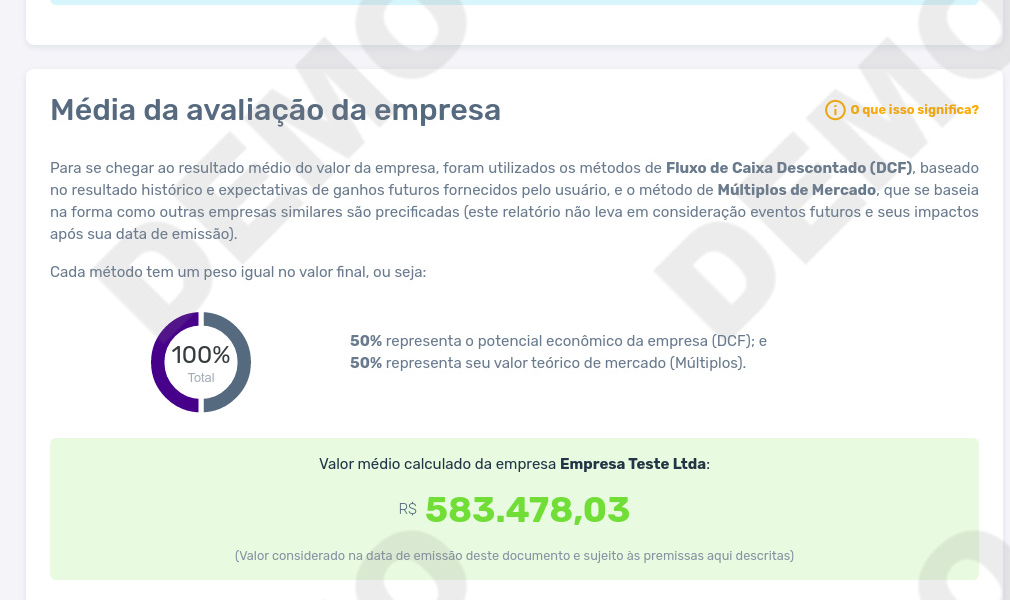 Média da avaliação da empresa
O que isso significa?
Para se chegar ao resultado médio do valor da empresa, foram utilizados os métodos de Fluxo de Caixa Descontado (DCF), baseado
no resultado histórico e expectativas de ganhos futuros fornecidos pelo usuário, e o método de Múltiplos de Mercado, que se baseia
na forma como outras empresas similares são precificadas (este relatório não leva em consideração eventos futuros e seus impactos
após sua data de emissão).
Cada método tem um peso igual no valor final, ou seja:
100%
Total
50% representa o potencial econômico da empresa (DCF); e
50% representa seu valor teórico de mercado (Múltiplos).
Valor médio calculado da empresa Empresa Teste Ltda:
R$ 583.478,03
(Valor considerado na data de emissão deste documento e sujeito às premissas aqui descritas)
DEMO
DEMO